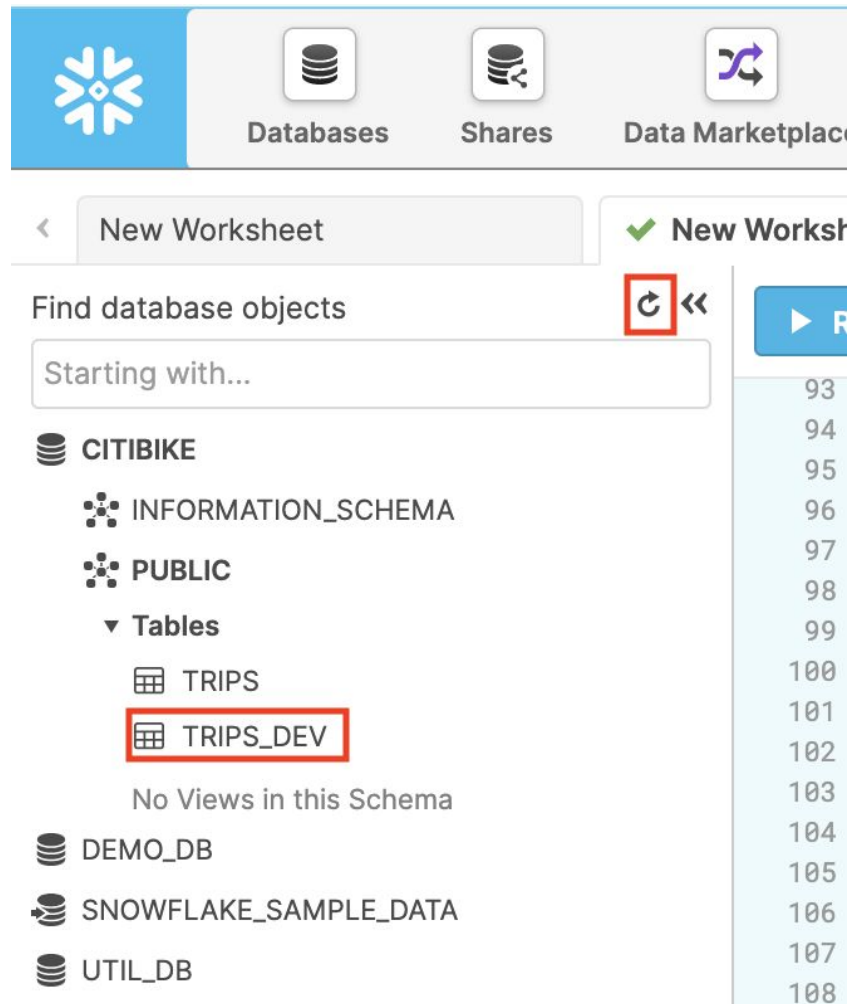 Databases Shares Data Marketplace
New Worksheet New Worksh
Find database objects
R
Starting with...
93
CITIBIKE
94
95
INFORMATION_SCHEMA
96
97
PUBLIC
98
Tables
99
TRIPS
100
101
TRIPS_DEV
102
No Views in this Schema
103
DEMO_DB
104
105
SNOWFLAKE_SAMPLE_DATA
106
107
UTIL_DB
108